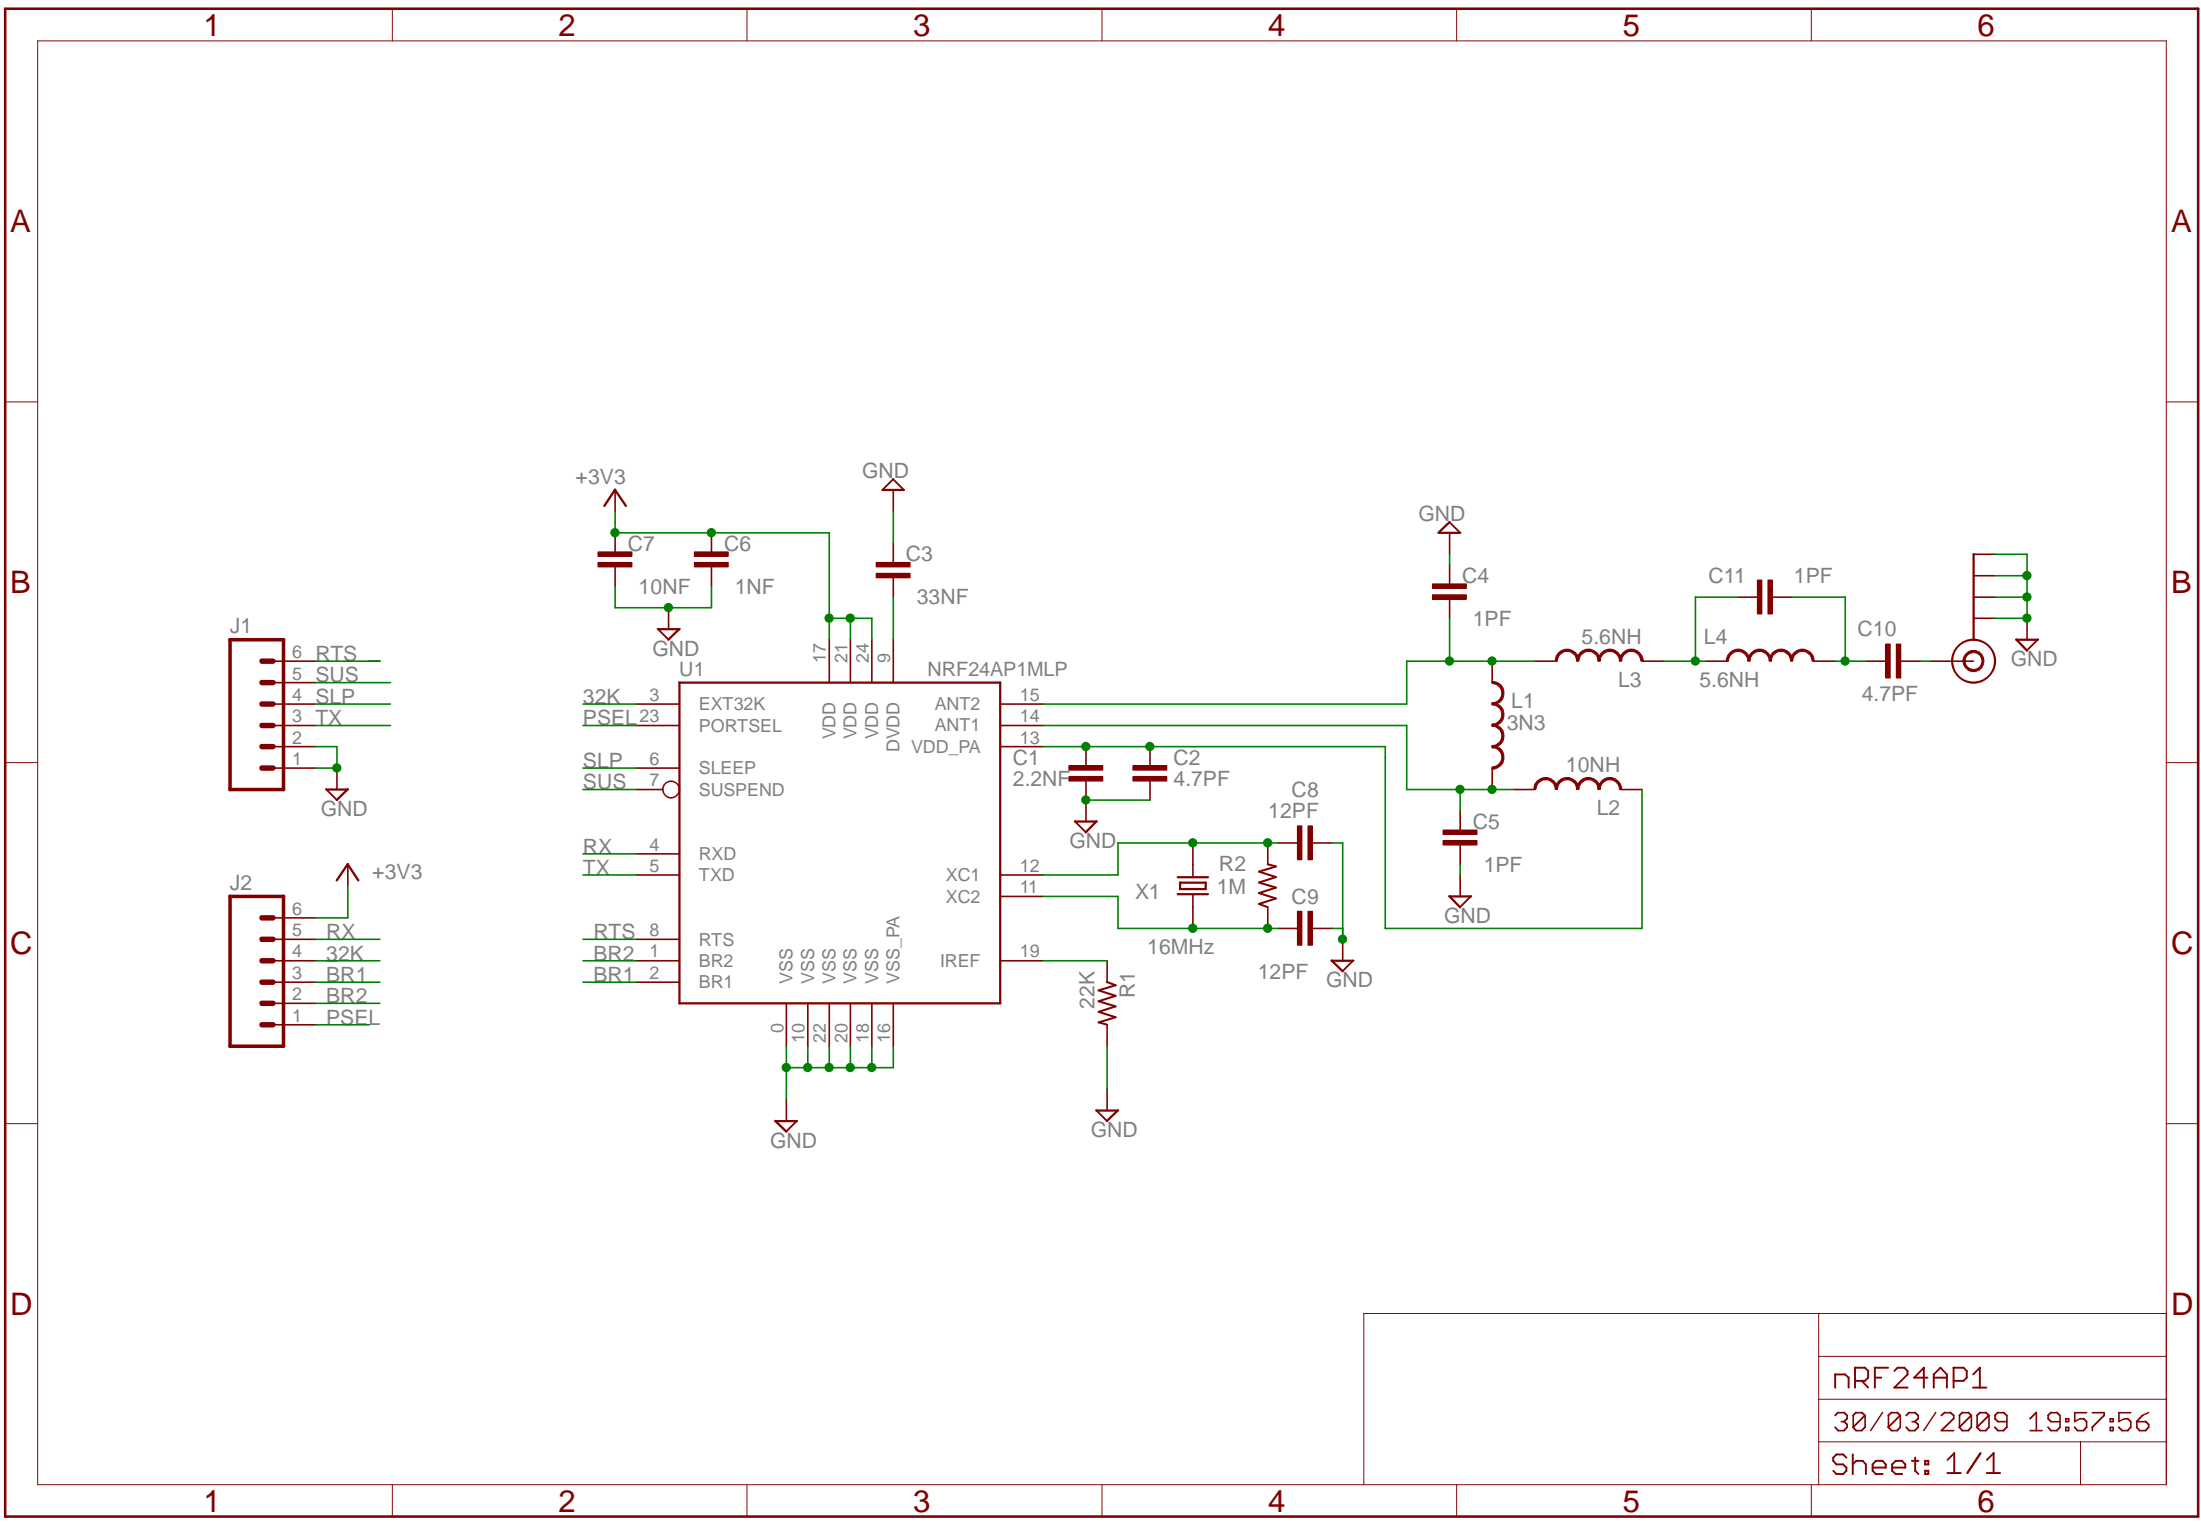 1 2 3 4 5 6
A A
B B
C C
D D
+3V3
C7
10NF
C6
1NF
GND
GND
C3
33NF
J1
6 RTS
5 SUS
4 SLP
3 TX
2
1
GND
J2
+3V3
6
5 RX
4 32K
3 BR1
2 BR2
1 PSEL
U1
NRF24AP1MLP
17 21 24 9
VDD VDD VDD DVDD
32K 3 EXT32K
PSEL 23 PORTSEL
SLP 6 SLEEP
SUS 7 SUSPEND
RX 4 RXD
TX 5 TXD
RTS 8 RTS
BR2 1 BR2
BR1 2 BR1
VSS VSS VSS VSS VSS VSS_PA
0 10 22 20 18 16
GND
ANT2 15
ANT1 14
VDD_PA 13
XC1 12
XC2 11
IREF 19
C1
2.2NF
C2
4.7PF
GND
C8
12PF
R2
1M
X1
16MHz
C9
12PF
GND
22K
R1
GND
GND
C4
1PF
L1
3N3
5.6NH
L3
L4
5.6NH
C11 1PF
C10
4.7PF
GND
10NH
L2
C5
1PF
GND
nRF24AP1
30/03/2009 19:57:56
Sheet: 1/1
1 2 3 4 5 6